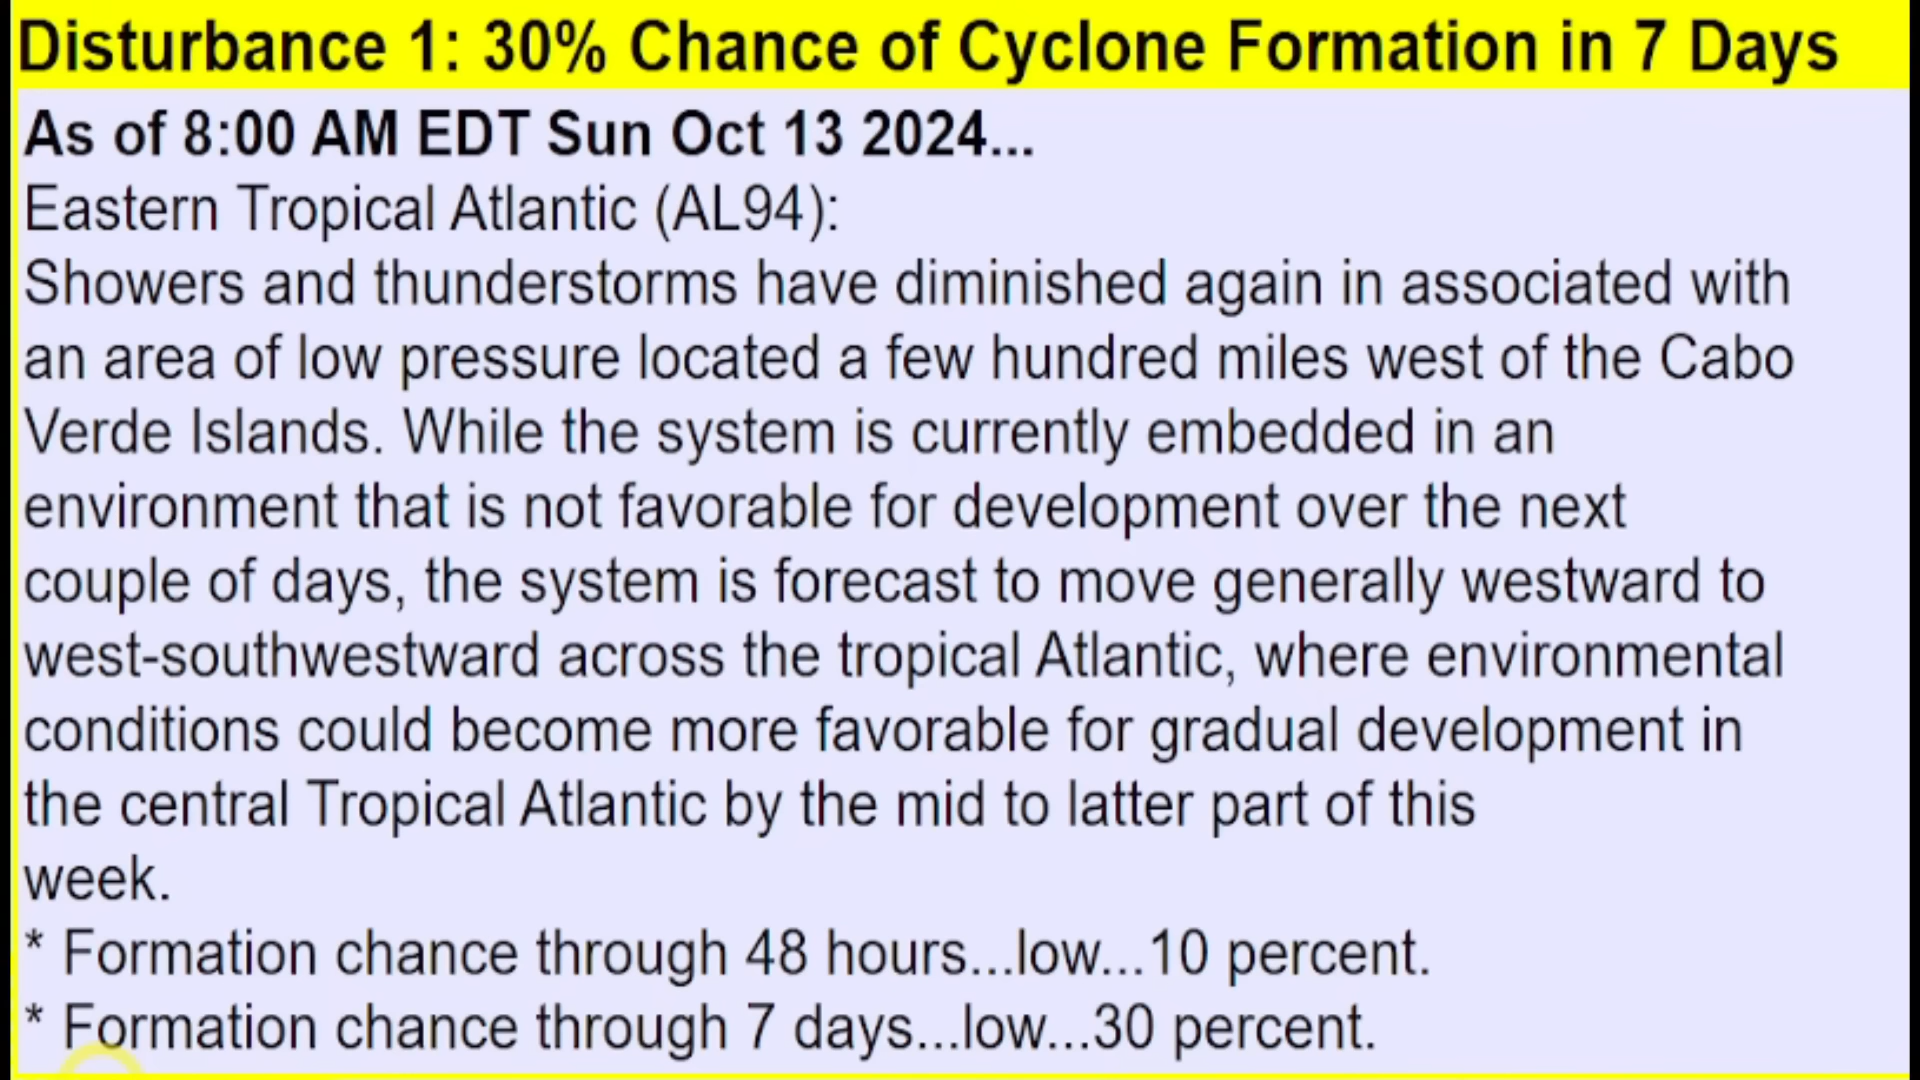 Disturbance 1: 30% Chance of Cyclone Formation in 7 Days
As of 8:00 AM EDT Sun Oct 13 2024...
Eastern Tropical Atlantic (AL94):
Showers and thunderstorms have diminished again in associated with
an area of low pressure located a few hundred miles west of the Cabo
Verde Islands. While the system is currently embedded in an
environment that is not favorable for development over the next
couple of days, the system is forecast to move generally westward to
west-southwestward across the tropical Atlantic, where environmental
conditions could become more favorable for gradual development in
the central Tropical Atlantic by the mid to latter part of this
week.
* Formation chance through 48 hours...low...10 percent.
* Formation chance through 7 days...low...30 percent.